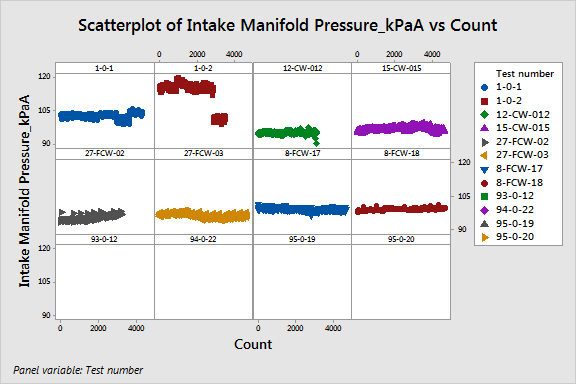 Scatterplot of Intake Manifold Pressure_kPaA vs Count
0 2000 4000 0 2000 4000
1-0-1 1-0-2 12-CW-012 15-CW-015
120
105
90
27-FCW-02 27-FCW-03 8-FCW-17 8-FCW-18
120
105
90
93-0-12 94-0-22 95-0-19 95-0-20
120
105
90
0 2000 4000 0 2000 4000
Intake Manifold Pressure_kPaA
Count
Test number
1-0-1
1-0-2
12-CW-012
15-CW-015
27-FCW-02
27-FCW-03
8-FCW-17
8-FCW-18
93-0-12
94-0-22
95-0-19
95-0-20
Panel variable: Test number